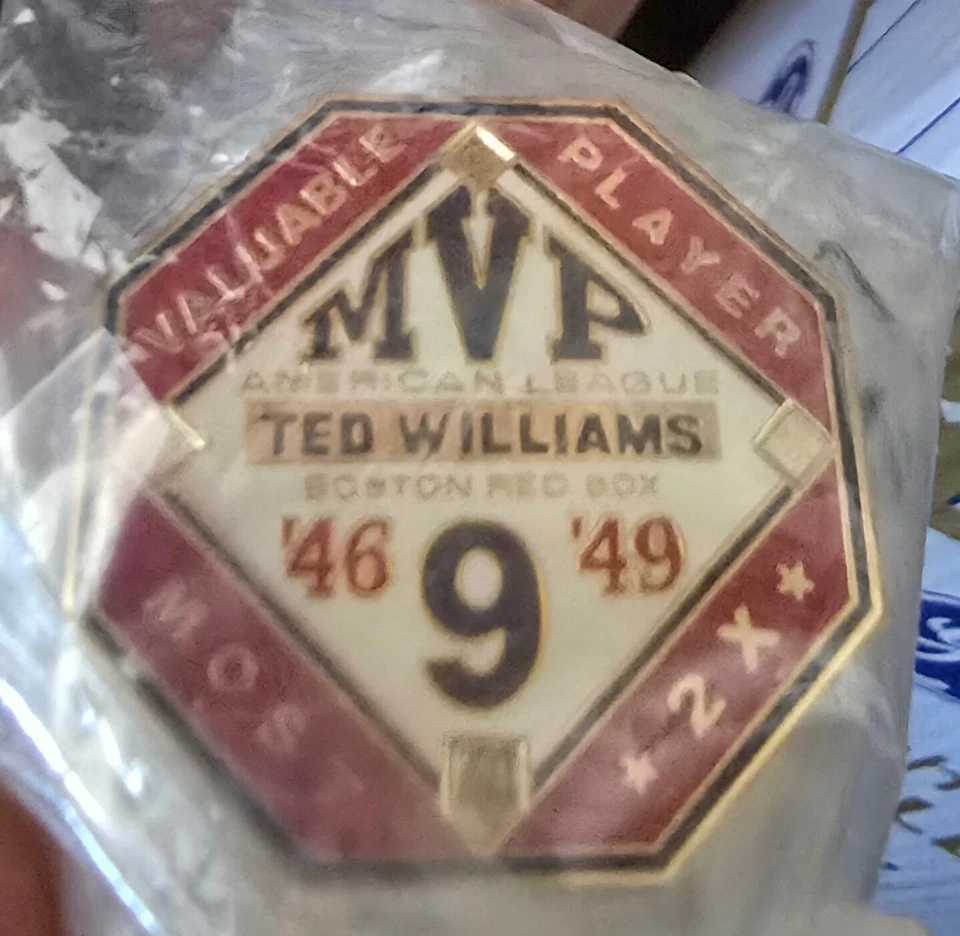 MOST
VALUABLE
PLAYER
* 2X *
MVP
AMERICAN LEAGUE
TED WILLIAMS
BOSTON RED SOX
'46 9 '49